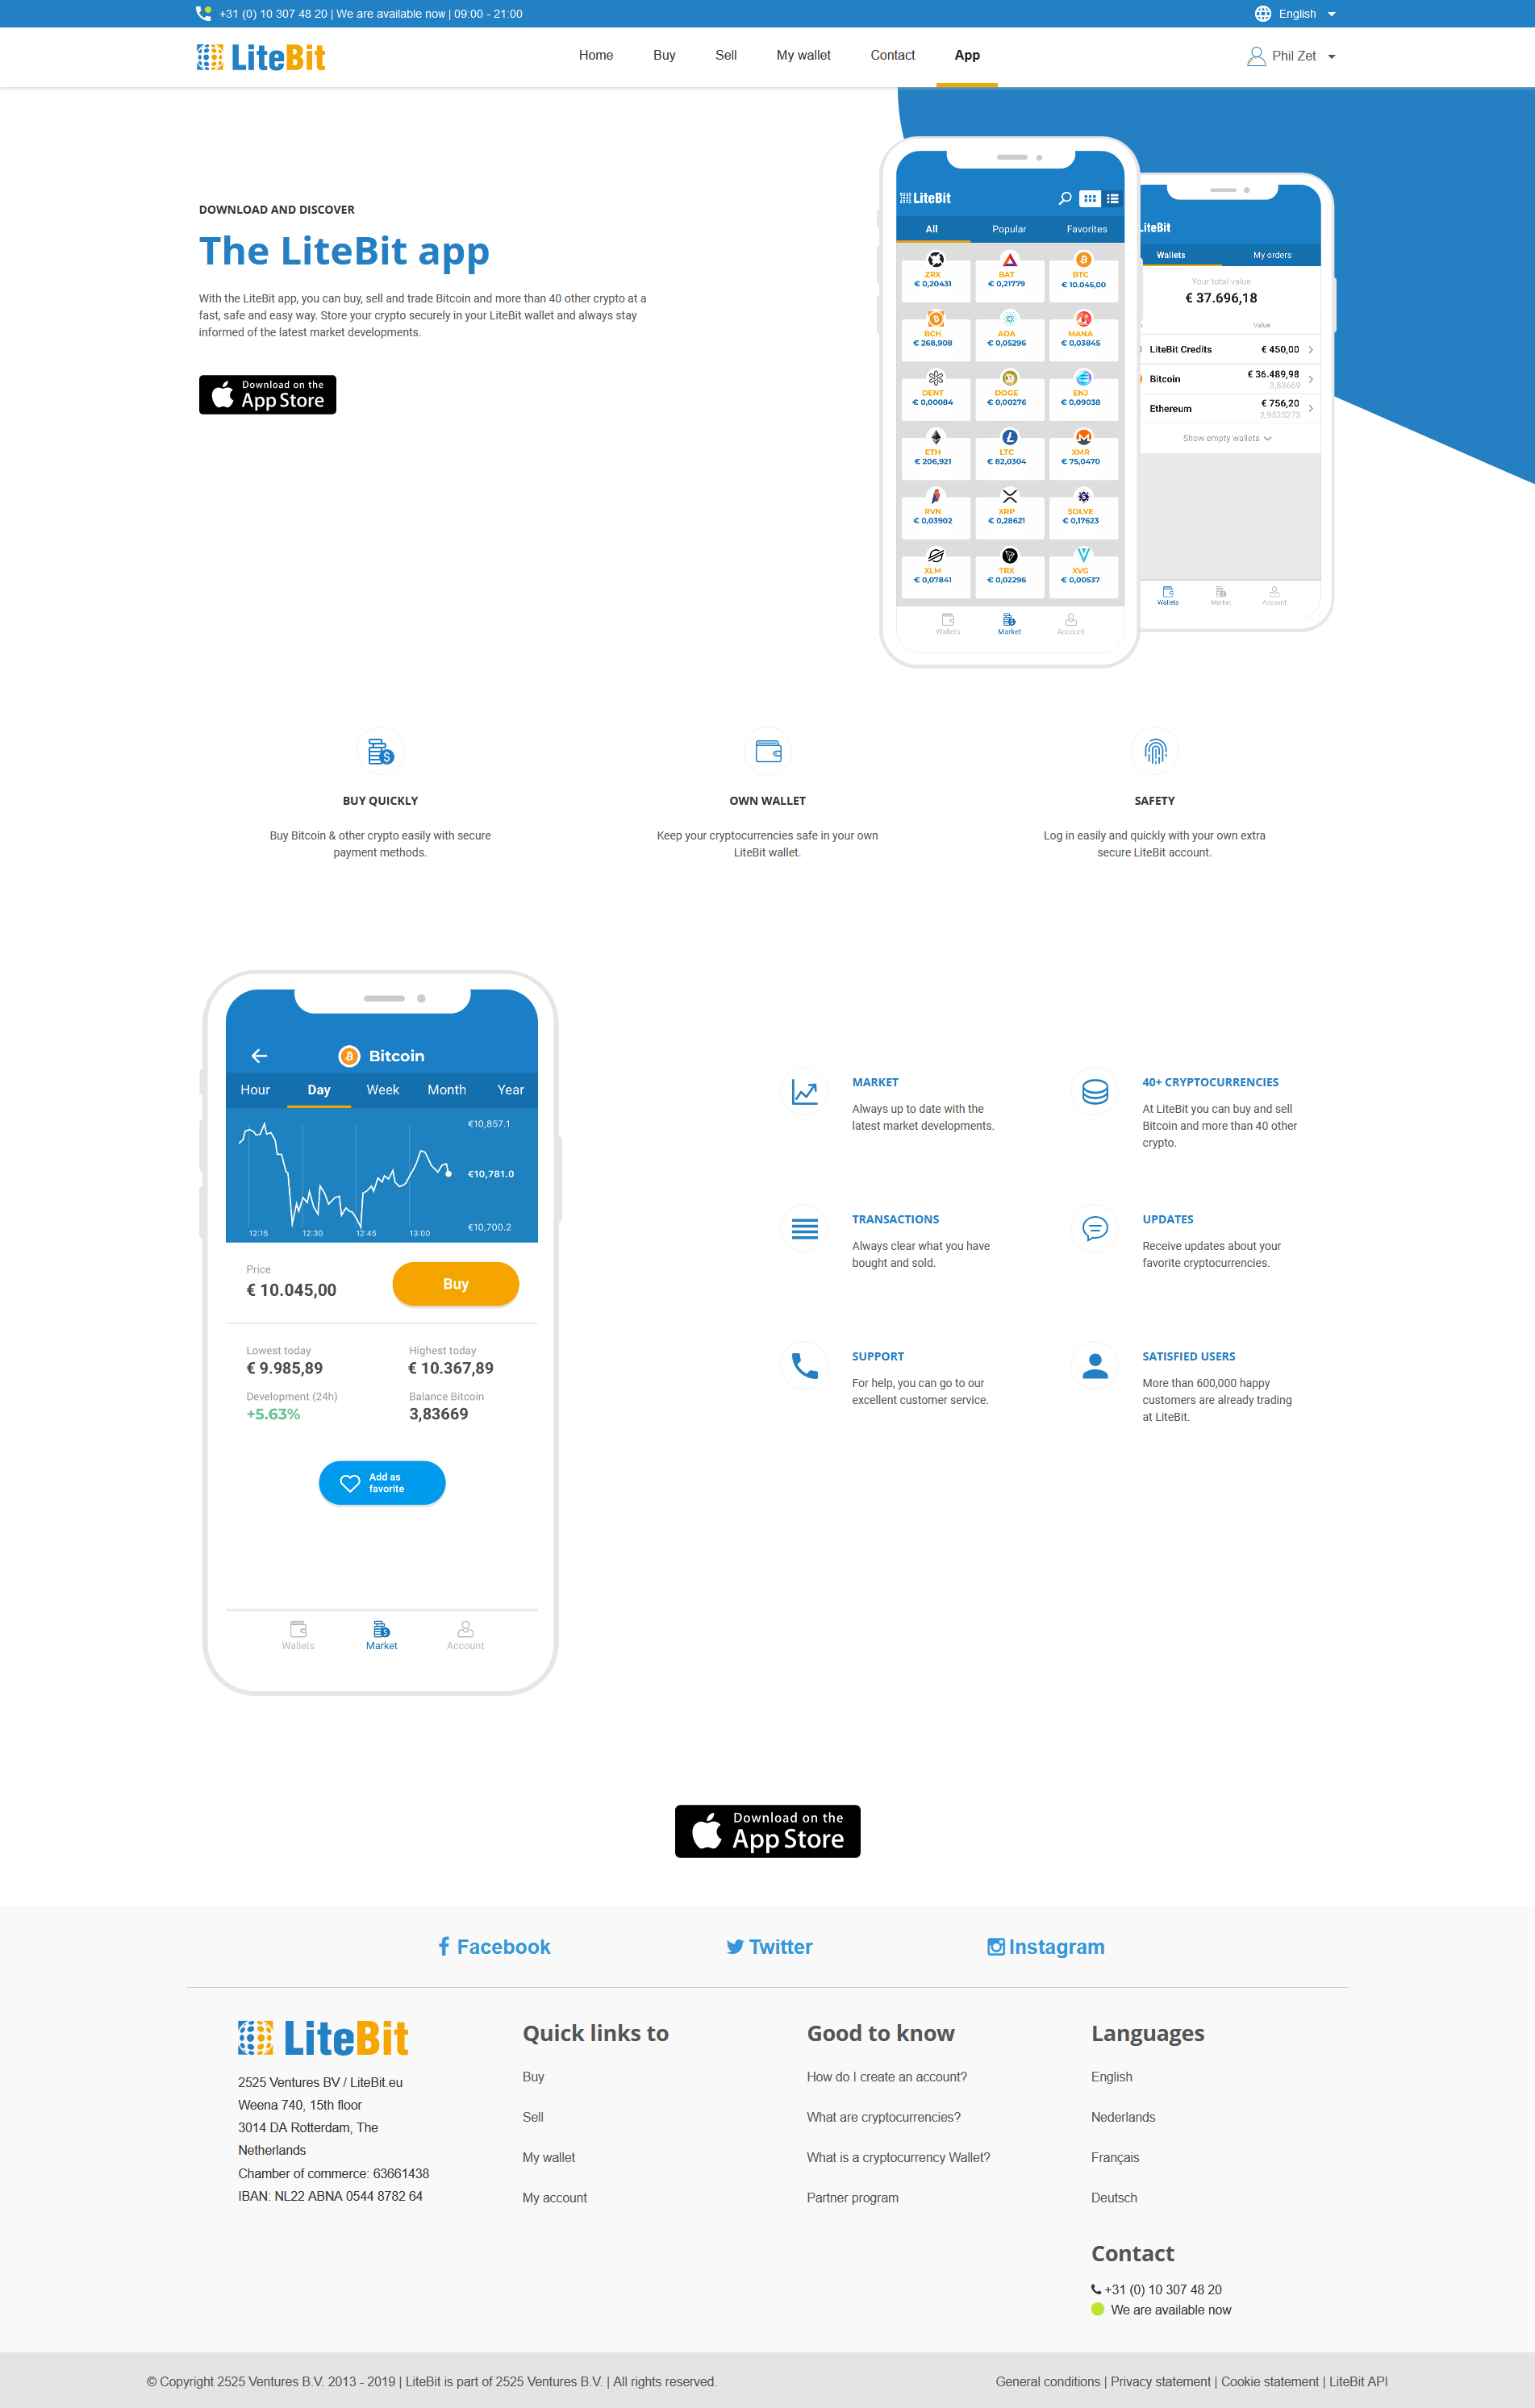 +31 (0) 10 307 48 20 | We are available now | 09:00 - 21:00
English
LiteBit
Home
Buy
Sell
My wallet
Contact
App
Phil Zet
DOWNLOAD AND DISCOVER
The LiteBit app
With the LiteBit app, you can buy, sell and trade Bitcoin and more than 40 other crypto at a
fast, safe and easy way. Store your crypto securely in your LiteBit wallet and always stay
informed of the latest market developments.
Download on the
App Store
LiteBit
All
Popular
Favorites
ZRX
€ 0,20431
BAT
€ 0,21779
BTC
€ 10.045,00
BCH
€ 268,908
ADA
€ 0,05296
MANA
€ 0,03845
DENT
€ 0,00084
DOGE
€ 0,00276
ENJ
€ 0,09038
ETH
€ 206,921
LTC
€ 82,0304
XMR
€ 75,0470
RVN
€ 0,03902
XRP
€ 0,28621
SOLVE
€ 0,17623
XLM
€ 0,07841
TRX
€ 0,02296
XVG
€ 0,00537
Wallets
Market
Account
LiteBit
Wallets
My orders
Your total value
€ 37.696,18
Value
LiteBit Credits
€ 450,00
Bitcoin
€ 36.489,98
3,83669
Ethereum
€ 756,20
2,9523273
Show empty wallets
Wallets
Market
Account
BUY QUICKLY
Buy Bitcoin & other crypto easily with secure
payment methods.
OWN WALLET
Keep your cryptocurrencies safe in your own
LiteBit wallet.
SAFETY
Log in easily and quickly with your own extra
secure LiteBit account.
Bitcoin
Hour
Day
Week
Month
Year
€10,857.1
€10,781.0
€10,700.2
12:15
12:30
12:45
13:00
Price
€ 10.045,00
Buy
Lowest today
€ 9.985,89
Highest today
€ 10.367,89
Development (24h)
+5.63%
Balance Bitcoin
3,83669
Add as
favorite
Wallets
Market
Account
MARKET
Always up to date with the
latest market developments.
40+ CRYPTOCURRENCIES
At LiteBit you can buy and sell
Bitcoin and more than 40 other
crypto.
TRANSACTIONS
Always clear what you have
bought and sold.
UPDATES
Receive updates about your
favorite cryptocurrencies.
SUPPORT
For help, you can go to our
excellent customer service.
SATISFIED USERS
More than 600,000 happy
customers are already trading
at LiteBit.
Download on the
App Store
Facebook
Twitter
Instagram
LiteBit
2525 Ventures BV / LiteBit.eu
Weena 740, 15th floor
3014 DA Rotterdam, The
Netherlands
Chamber of commerce: 63661438
IBAN: NL22 ABNA 0544 8782 64
Quick links to
Buy
Sell
My wallet
My account
Good to know
How do I create an account?
What are cryptocurrencies?
What is a cryptocurrency Wallet?
Partner program
Languages
English
Nederlands
Français
Deutsch
Contact
+31 (0) 10 307 48 20
We are available now
© Copyright 2525 Ventures B.V. 2013 - 2019 | LiteBit is part of 2525 Ventures B.V. | All rights reserved.
General conditions | Privacy statement | Cookie statement | LiteBit API